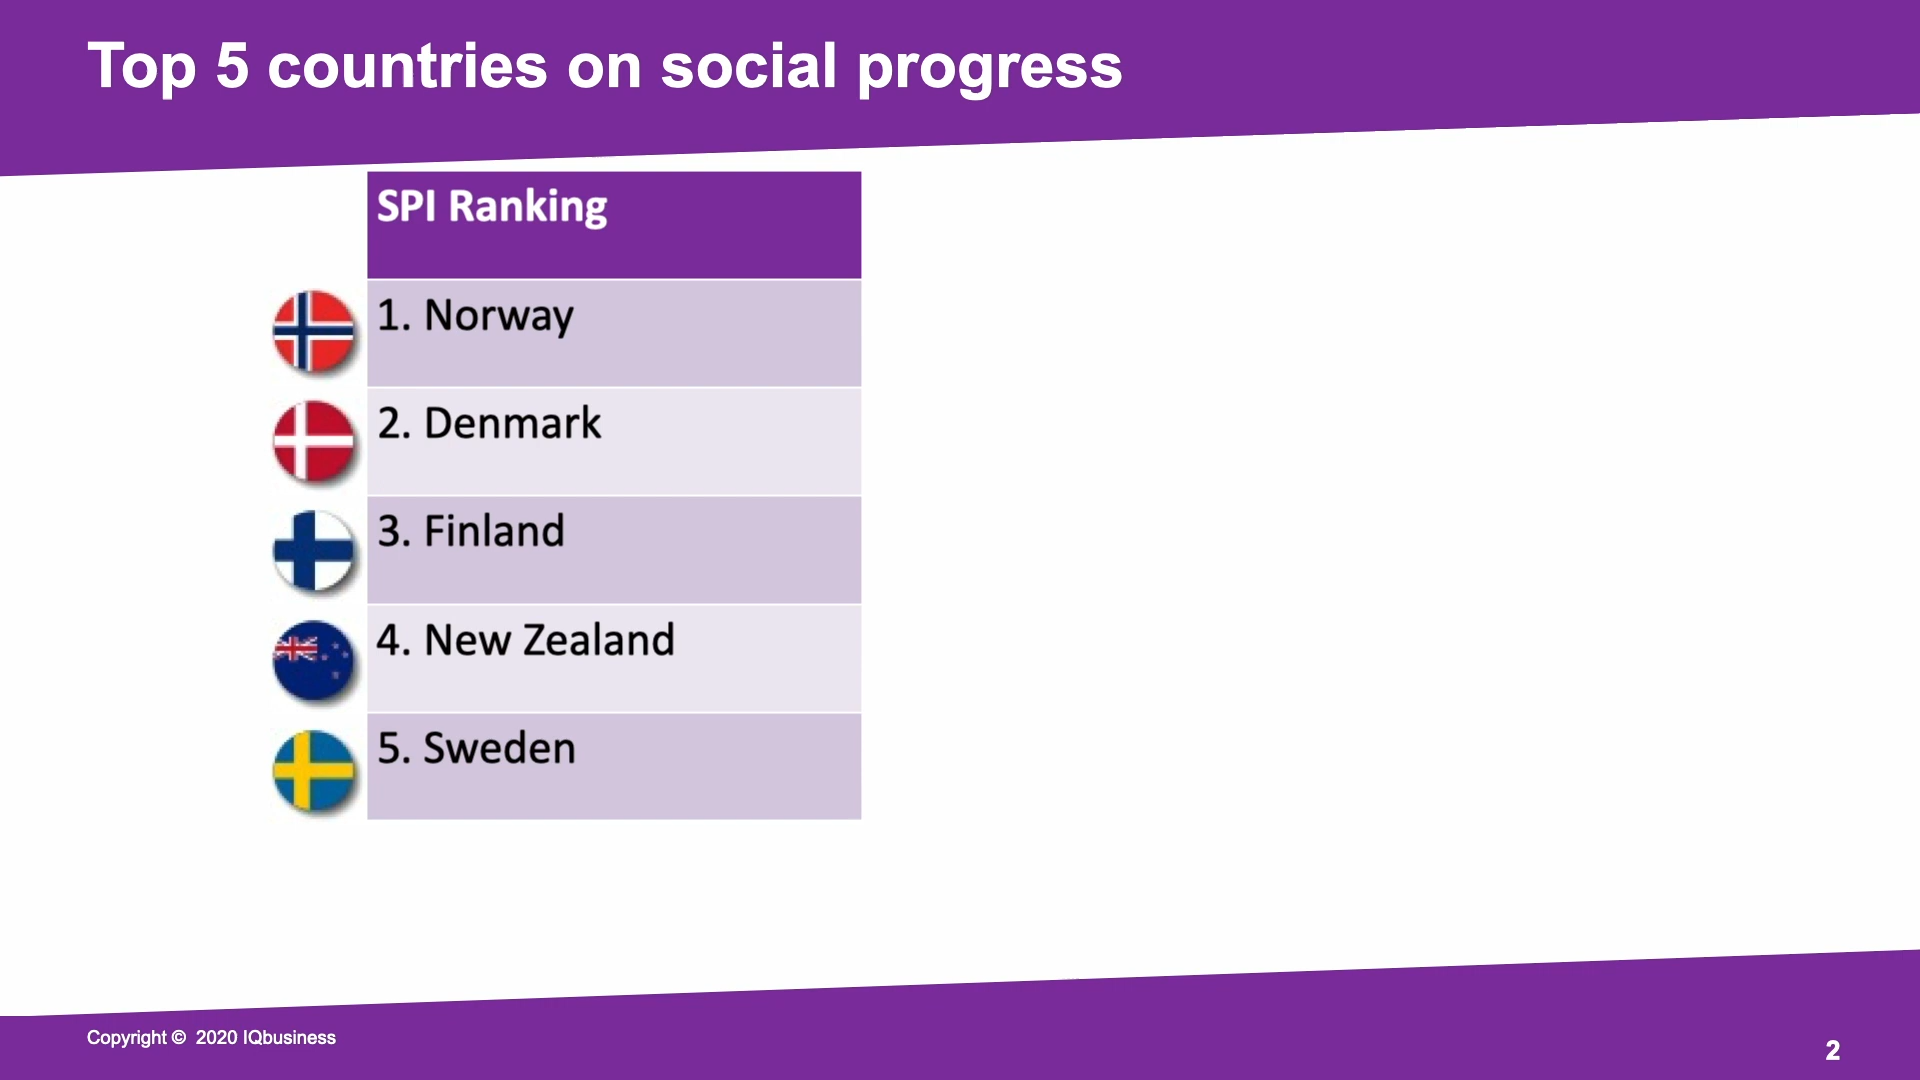 Top 5 countries on social progress
SPI Ranking
1. Norway
2. Denmark
3. Finland
4. New Zealand
5. Sweden
Copyright © 2020 IQbusiness
2